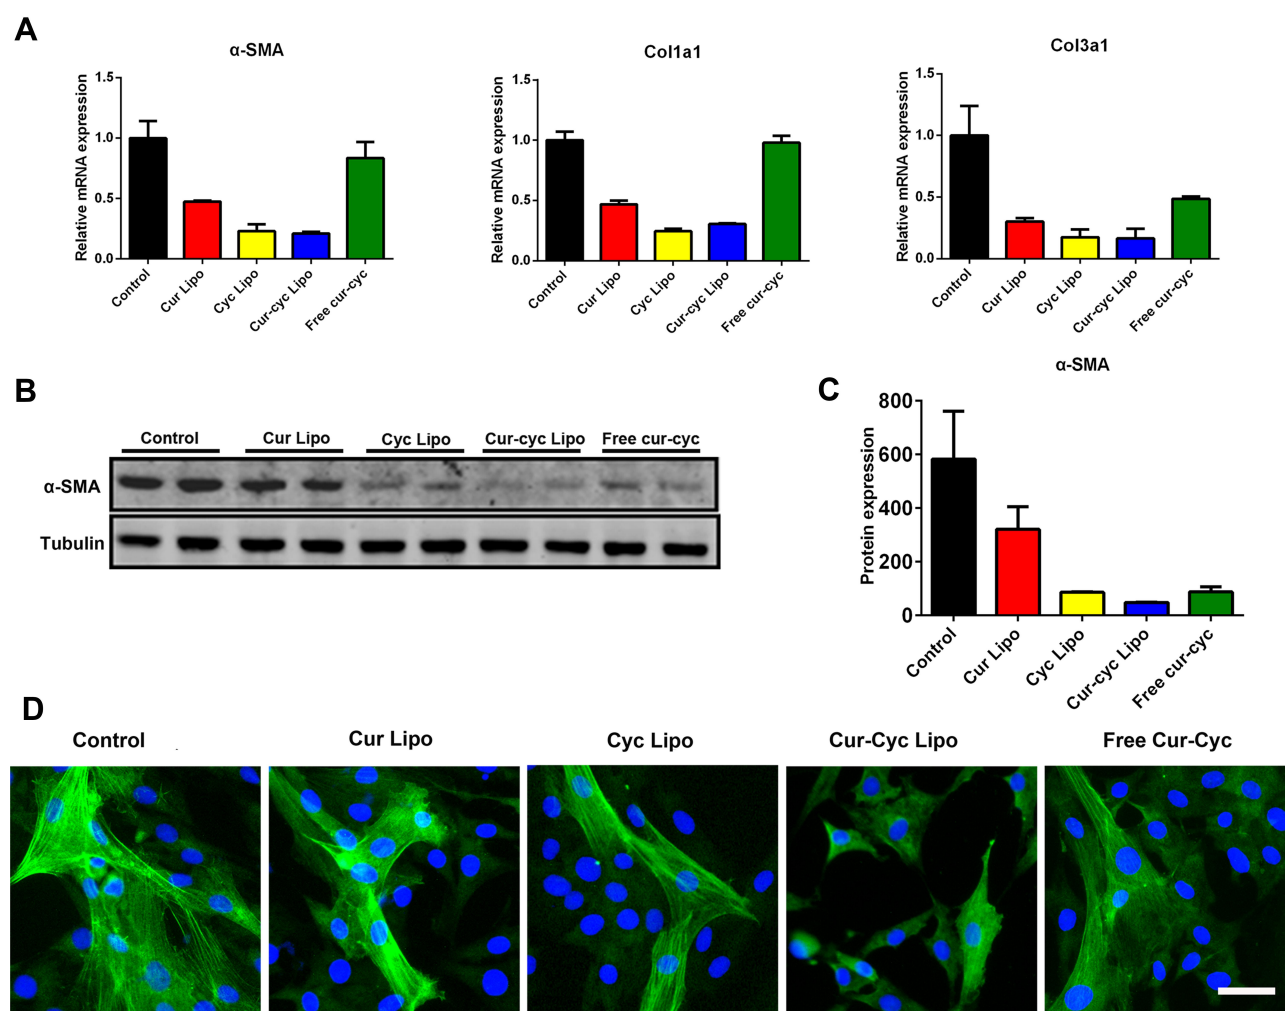 A
α-SMA
Relative mRNA expression
1.5
1.0
0.5
0.0
Control
Cur Lipo
Cyc Lipo
Cur-cyc Lipo
Free cur-cyc
Col1a1
Relative mRNA expression
1.5
1.0
0.5
0.0
Control
Cur Lipo
Cyc Lipo
Cur-cyc Lipo
Free cur-cyc
Col3a1
Relative mRNA expression
1.5
1.0
0.5
0.0
Control
Cur Lipo
Cyc Lipo
Cur-cyc Lipo
Free cur-cyc
B
Control Cur Lipo Cyc Lipo Cur-cyc Lipo Free cur-cyc
α-SMA
Tubulin
C
α-SMA
Protein expression
800
600
400
200
0
Control
Cur Lipo
Cyc Lipo
Cur-cyc Lipo
Free cur-cyc
D
Control Cur Lipo Cyc Lipo Cur-Cyc Lipo Free Cur-Cyc